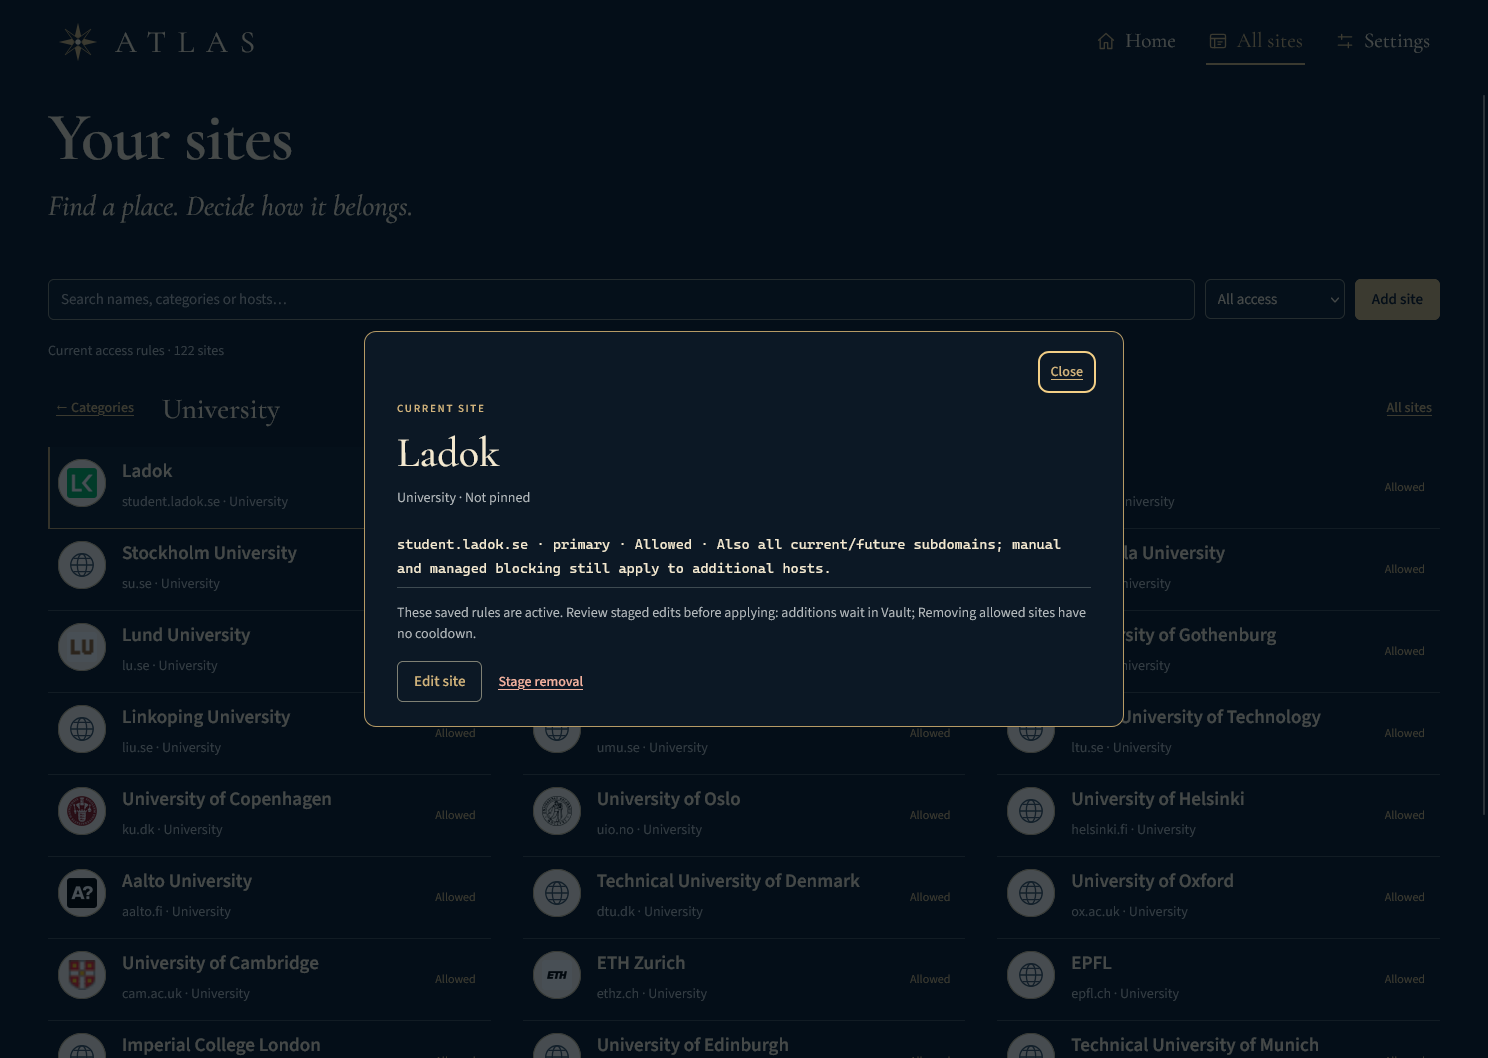 ATLAS
Home
All sites
Settings
Your sites
Find a place. Decide how it belongs.
Search names, categories or hosts…
All access
Add site
Current access rules · 122 sites
← Categories
University
All sites
Close
CURRENT SITE
Ladok
University · Not pinned
student.ladok.se · primary · Allowed · Also all current/future subdomains; manual
and managed blocking still apply to additional hosts.
These saved rules are active. Review staged edits before applying: additions wait in Vault; Removing allowed sites have
no cooldown.
Edit site
Stage removal
LK
Ladok
student.ladok.se · University
Allowed
Stockholm University
su.se · University
University
Allowed
LU
Lund University
lu.se · University
of Gothenburg
Allowed
Linkoping University
liu.se · University
Allowed
umu.se · University
Allowed
University of Technology
ltu.se · University
Allowed
University of Copenhagen
ku.dk · University
Allowed
University of Oslo
uio.no · University
Allowed
University of Helsinki
helsinki.fi · University
Allowed
A?
Aalto University
aalto.fi · University
Allowed
Technical University of Denmark
dtu.dk · University
Allowed
University of Oxford
ox.ac.uk · University
Allowed
University of Cambridge
cam.ac.uk · University
Allowed
ETH
ETH Zurich
ethz.ch · University
Allowed
EPFL
epfl.ch · University
Allowed
Imperial College London
University of Edinburgh
Technical University of Munich